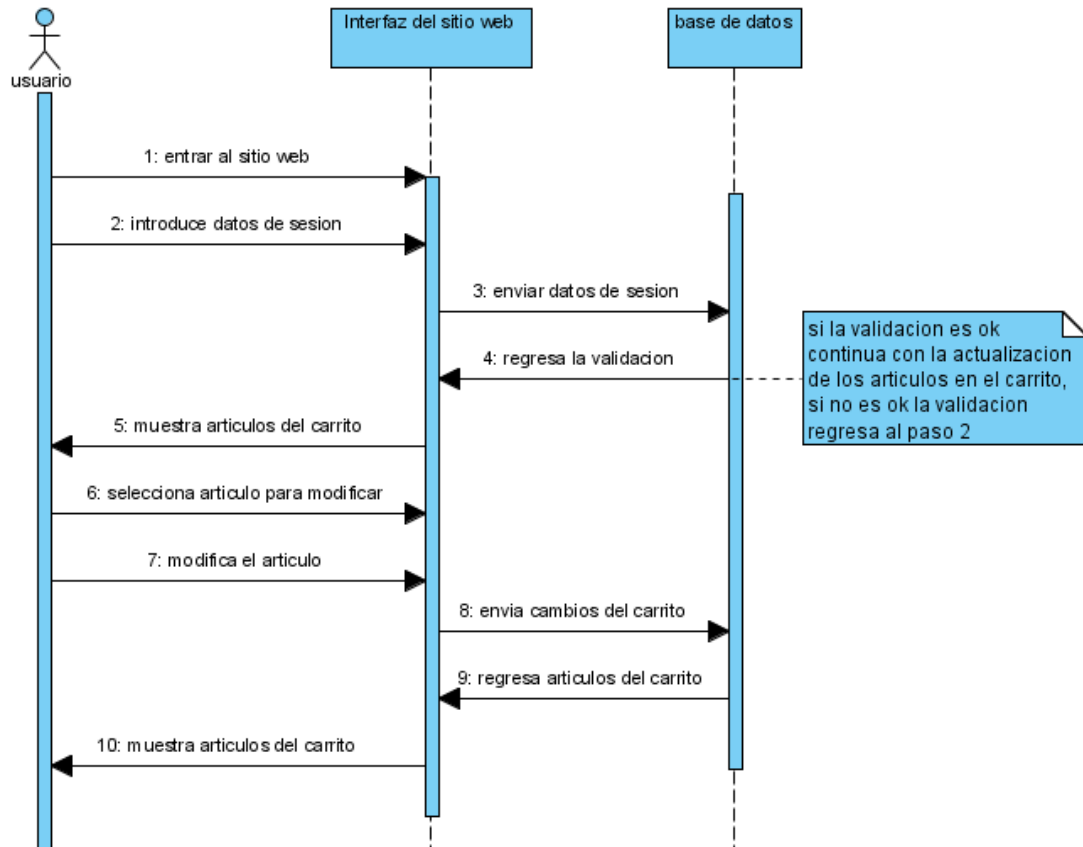 Interfaz del sitio web
base de datos
usuario
1: entrar al sitio web
2: introduce datos de sesion
3: enviar datos de sesion
si la validacion es ok
continua con la actualizacion
de los articulos en el carrito,
si no es ok la validacion
regresa al paso 2
4: regresa la validacion
5: muestra articulos del carrito
6: selecciona articulo para modificar
7: modifica el articulo
8: envia cambios del carrito
9: regresa articulos del carrito
10: muestra articulos del carrito